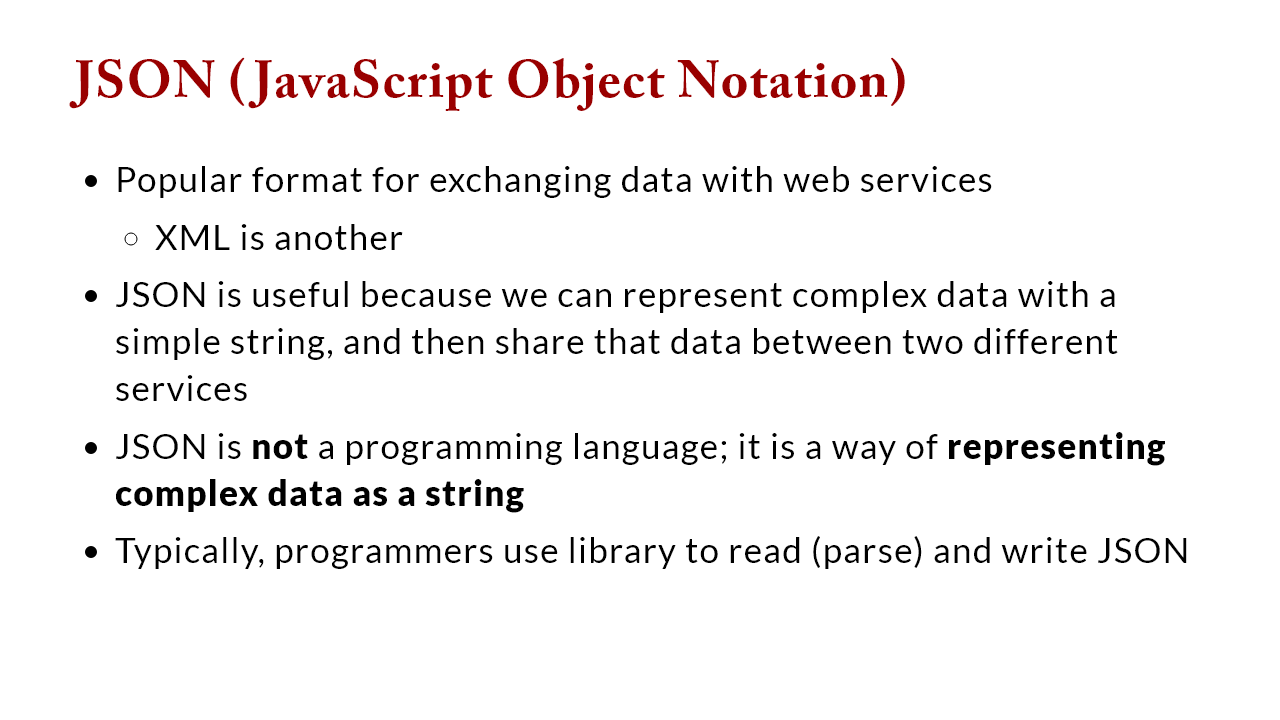 JSON (JavaScript Object Notation)
• Popular format for exchanging data with web services
○ XML is another
• JSON is useful because we can represent complex data with a
simple string, and then share that data between two different
services
• JSON is not a programming language; it is a way of representing
complex data as a string
• Typically, programmers use library to read (parse) and write JSON